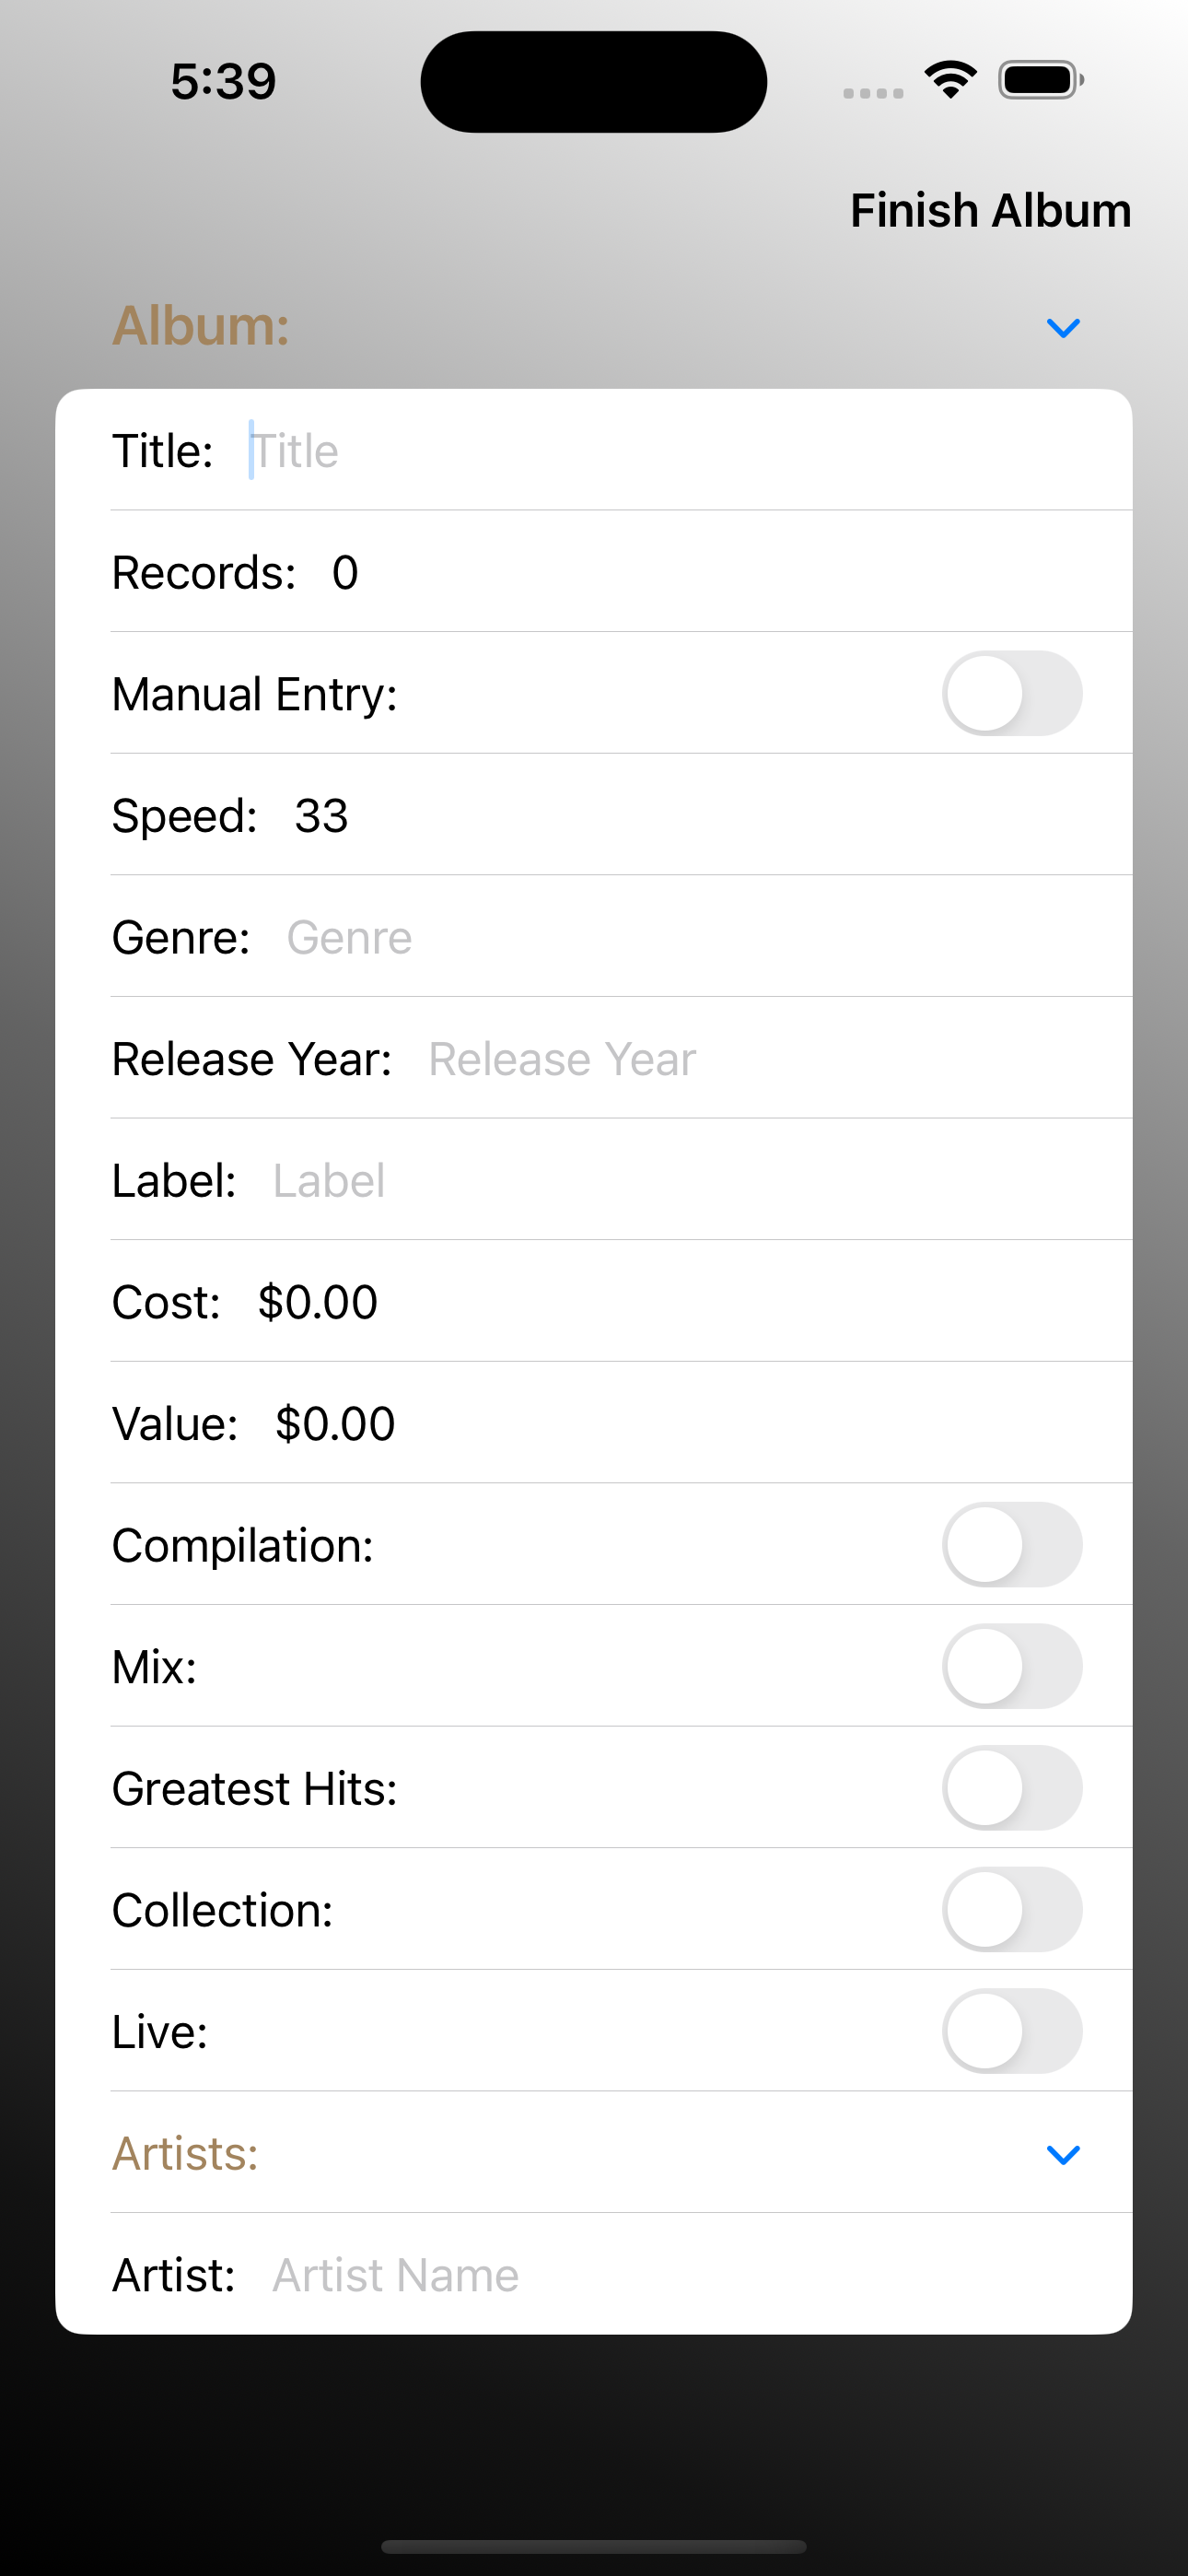 5:39
Finish Album
Album:
Title: Title
Records: 0
Manual Entry:
Speed: 33
Genre: Genre
Release Year: Release Year
Label: Label
Cost: $0.00
Value: $0.00
Compilation:
Mix:
Greatest Hits:
Collection:
Live:
Artists:
Artist: Artist Name